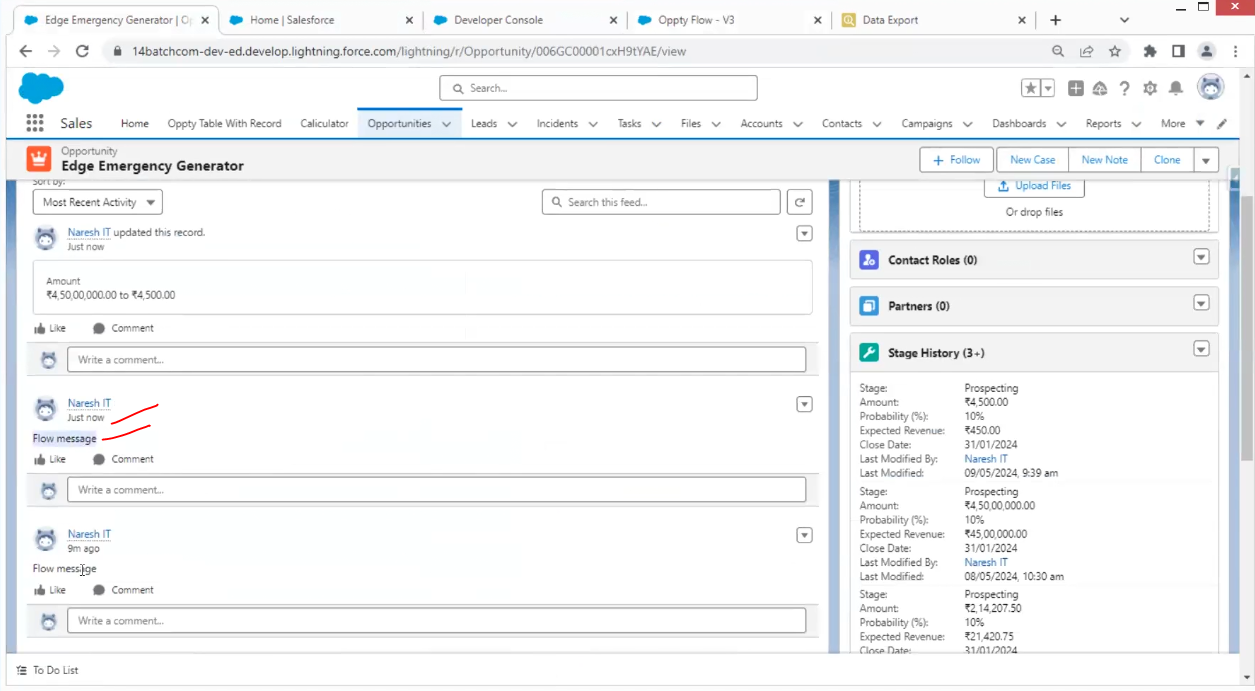 Edge Emergency Generator | O
Home | Salesforce
Developer Console
Oppty Flow - V3
Data Export
14batchcom-dev-ed.develop.lightning.force.com/lightning/r/Opportunity/006GC00001cxH9tYAE/view
Search...
Sales
Home
Oppty Table With Record
Calculator
Opportunities
Leads
Incidents
Tasks
Files
Accounts
Contacts
Campaigns
Dashboards
Reports
More
Opportunity
Edge Emergency Generator
Follow
New Case
New Note
Clone
Sort by:
Most Recent Activity
Search this feed...
Naresh IT updated this record.
Just now
Amount
₹4,50,00,000.00 to ₹4,500.00
Like
Comment
Write a comment...
Naresh IT
Just now
Flow message
Like
Comment
Write a comment...
Naresh IT
9m ago
Flow message
Like
Comment
Write a comment...
Upload Files
Or drop files
Contact Roles (0)
Partners (0)
Stage History (3+)
Stage: Prospecting
Amount: ₹4,500.00
Probability (%): 10%
Expected Revenue: ₹450.00
Close Date: 31/01/2024
Last Modified By: Naresh IT
Last Modified: 09/05/2024, 9:39 am
Stage: Prospecting
Amount: ₹4,50,00,000.00
Probability (%): 10%
Expected Revenue: ₹45,00,000.00
Close Date: 31/01/2024
Last Modified By: Naresh IT
Last Modified: 08/05/2024, 10:30 am
Stage: Prospecting
Amount: ₹2,14,207.50
Probability (%): 10%
Expected Revenue: ₹21,420.75
Close Date: 31/01/2024
To Do List